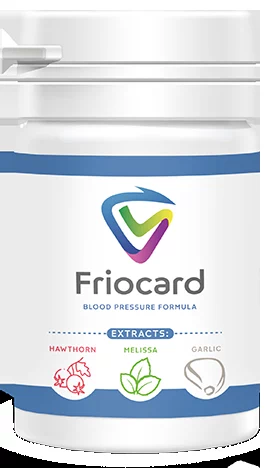 Friocard
BLOOD PRESSURE FORMULA
EXTRACTS:
HAWTHORN MELISSA GARLIC